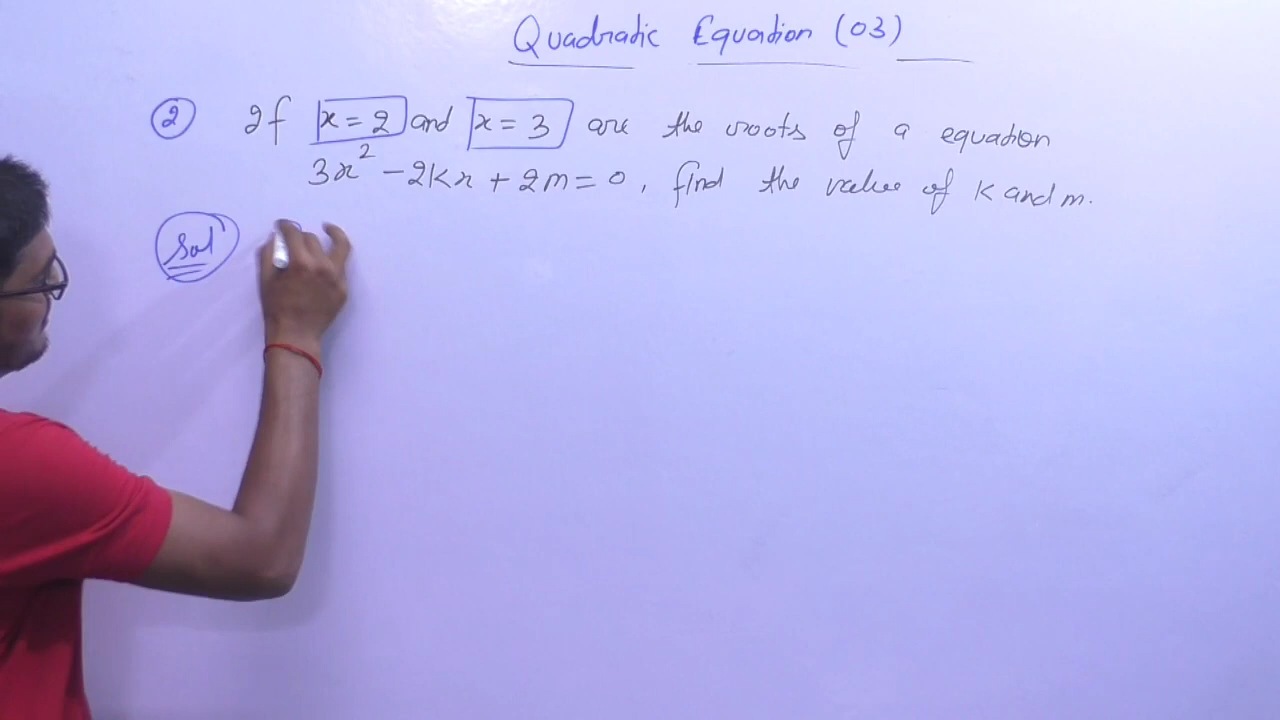 Quadratic Equation (03)
② If x = 2 and x = 3 are the roots of a equation
3x² - 2kx + 2m = 0, find the value of k and m.
Sol